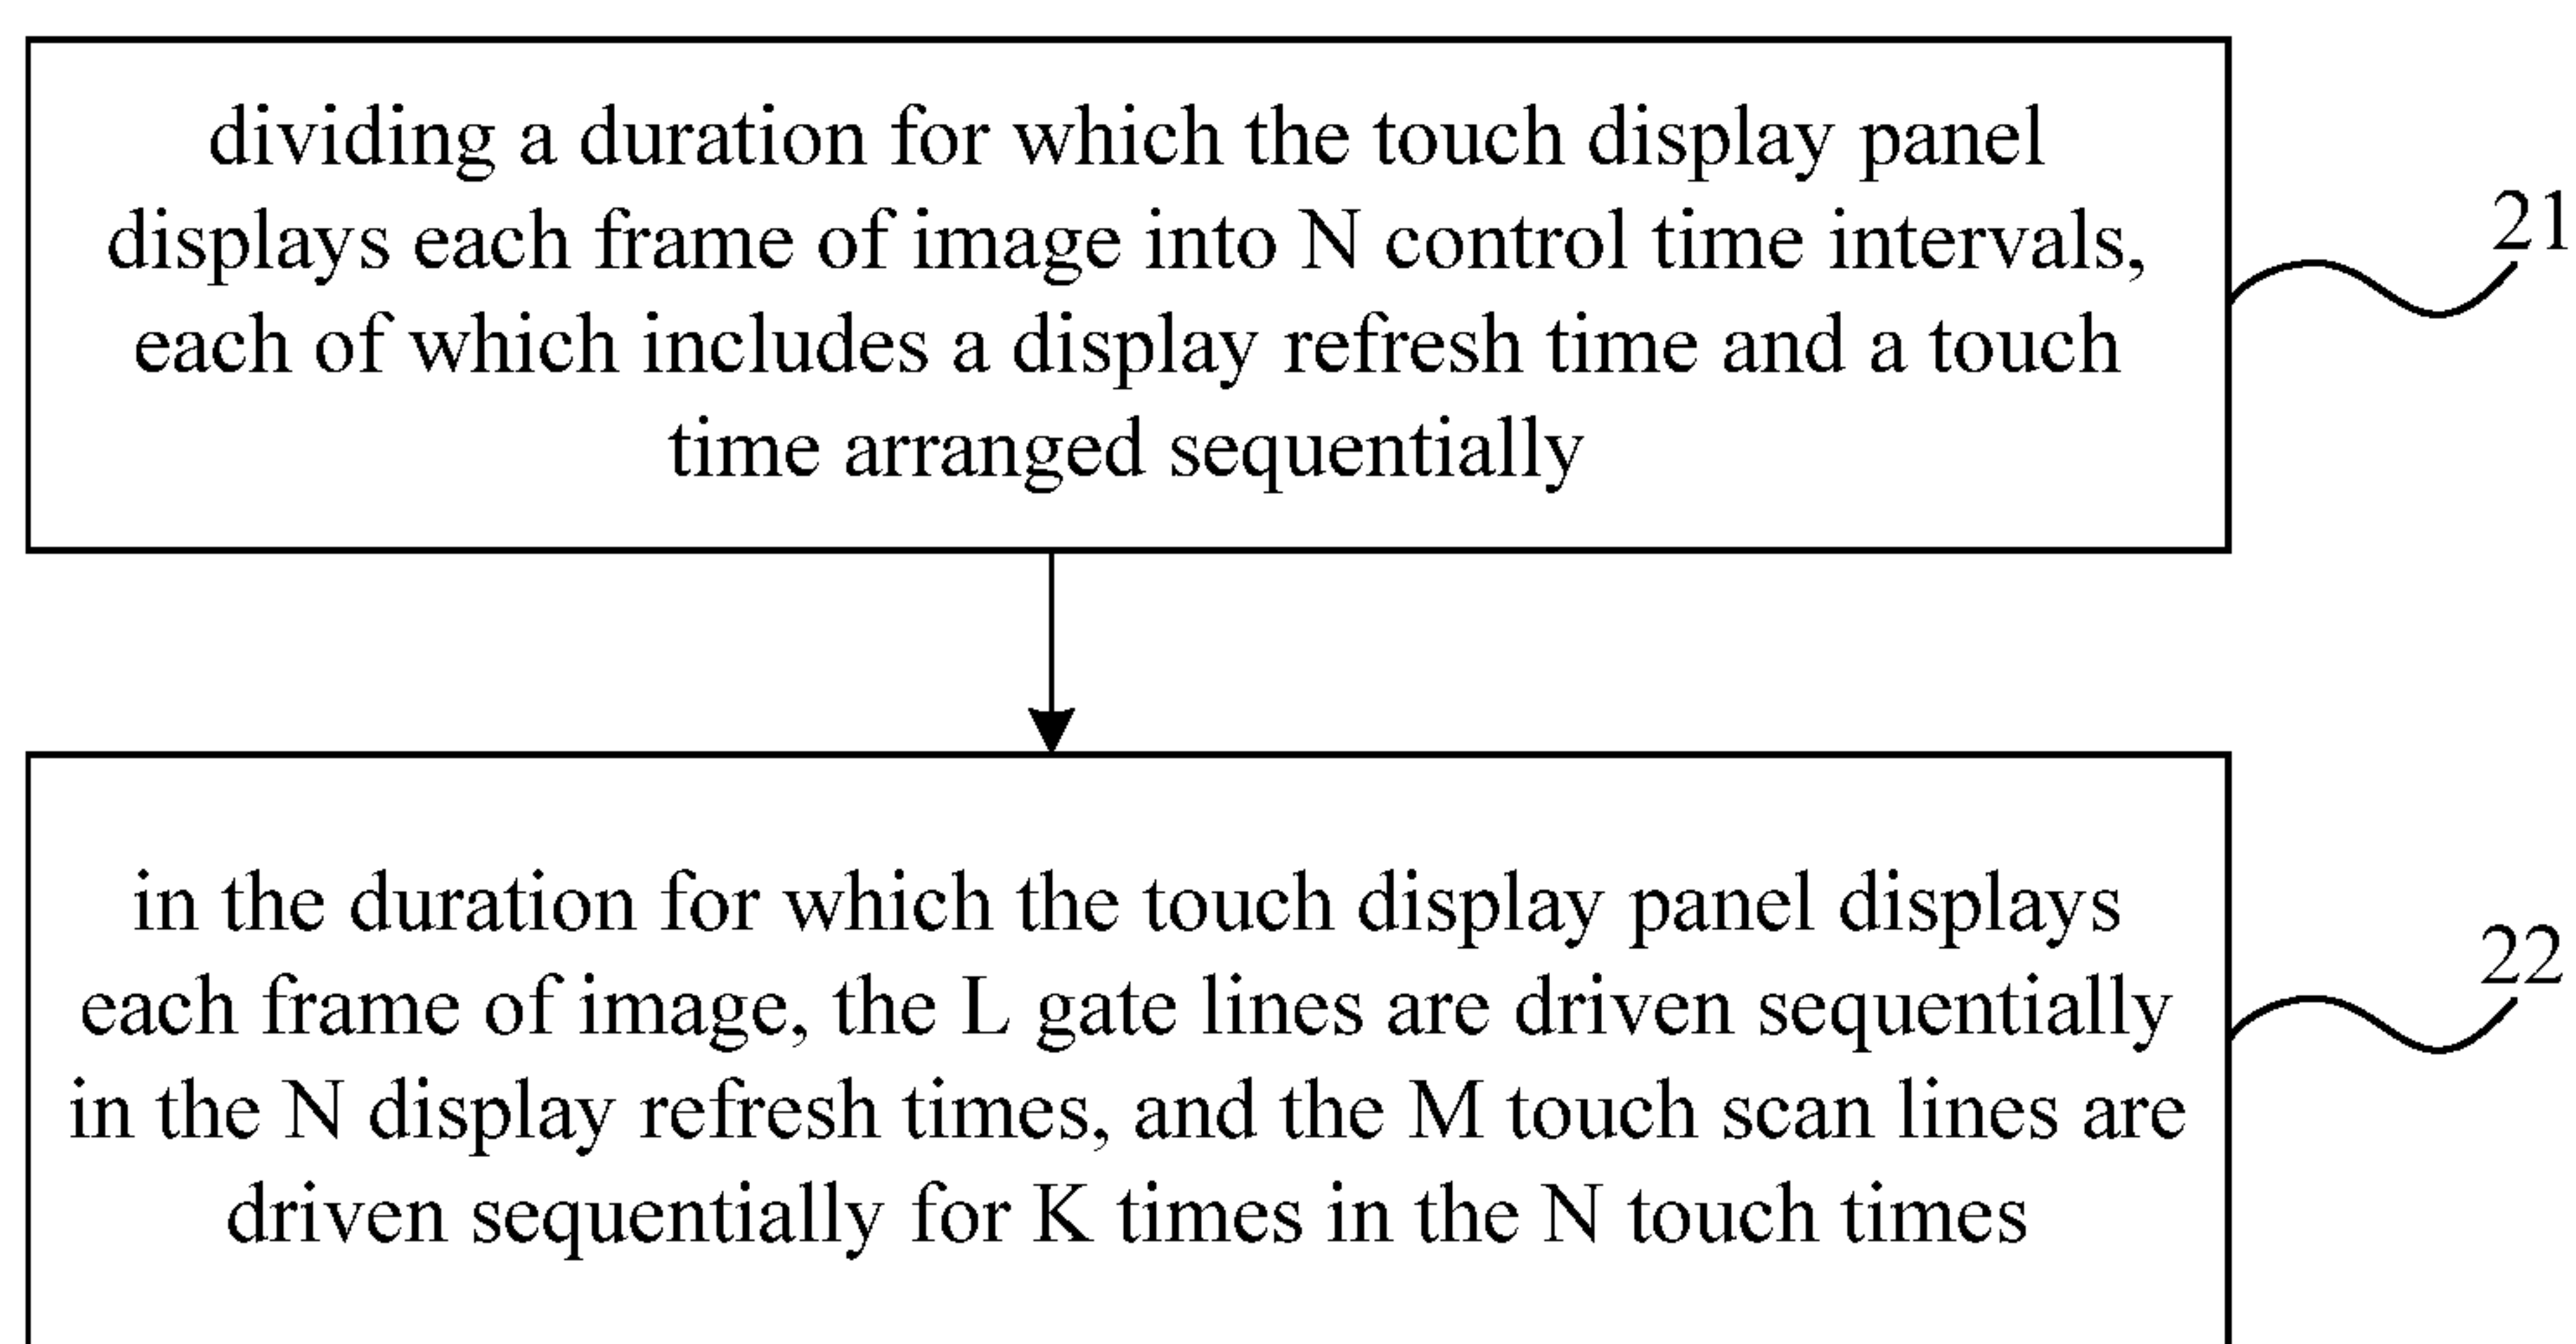 dividing a duration for which the touch display panel
displays each frame of image into N control time intervals,
each of which includes a display refresh time and a touch
time arranged sequentially
21
in the duration for which the touch display panel displays
each frame of image, the L gate lines are driven sequentially
in the N display refresh times, and the M touch scan lines are
driven sequentially for K times in the N touch times
22